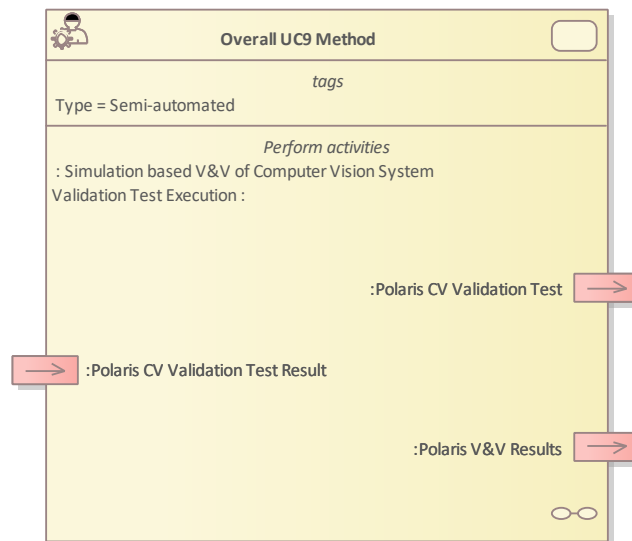 Overall UC9 Method
tags
Type = Semi-automated
Perform activities
: Simulation based V&V of Computer Vision System
Validation Test Execution :
:Polaris CV Validation Test
:Polaris CV Validation Test Result
:Polaris V&V Results